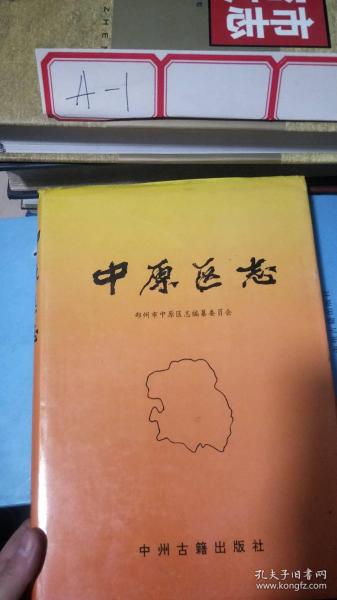 市志
A-1
中原区志
郑州市中原区志编纂委员会
中州古籍出版社
孔夫子旧书网
www.kongfz.com